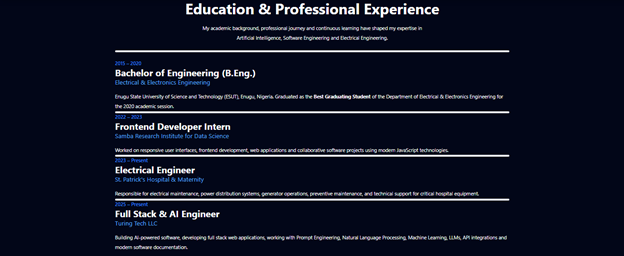 Education & Professional Experience
My academic background, professional journey and continuous learning have shaped my expertise in
Artificial Intelligence, Software Engineering and Electrical Engineering.
2015 – 2020
Bachelor of Engineering (B.Eng.)
Electrical & Electronics Engineering
Enugu State University of Science and Technology (ESUT), Enugu, Nigeria. Graduated as the Best Graduating Student of the Department of Electrical & Electronics Engineering for
the 2020 academic session.
2022 – 2023
Frontend Developer Intern
Samba Research Institute for Data Science
Worked on responsive user interfaces, frontend development, web applications and collaborative software projects using modern JavaScript technologies.
2023 – Present
Electrical Engineer
St. Patrick's Hospital & Maternity
Responsible for electrical maintenance, power distribution systems, generator operations, preventive maintenance, and technical support for critical hospital equipment.
2025 – Present
Full Stack & AI Engineer
Turing Tech LLC
Building AI-powered software, developing full stack web applications, working with Prompt Engineering, Natural Language Processing, Machine Learning, LLMs, API integrations and
modern software documentation.